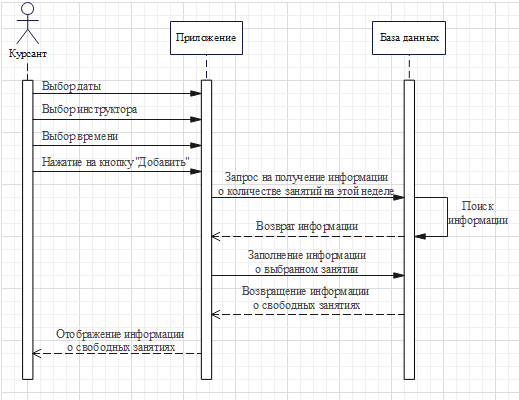 Курсант
Приложение
База данных
Выбор даты
Выбор инструктора
Выбор времени
Нажатие на кнопку "Добавить"
Запрос на получение информации
о количестве занятий на этой неделе
Поиск
информации
Возврат информации
Заполнение информации
о выбранном занятии
Возвращение информации
о свободных занятиях
Отображение информации
о свободных занятиях